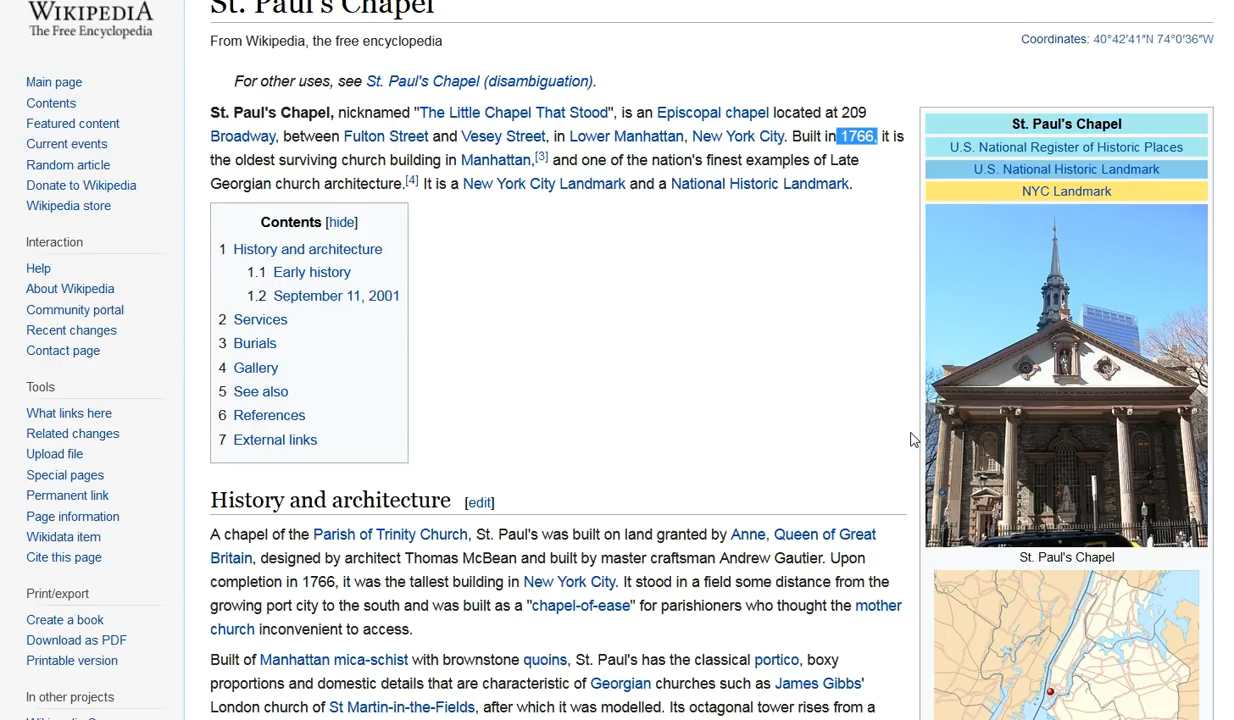 WIKIPEDIA
The Free Encyclopedia
Main page
Contents
Featured content
Current events
Random article
Donate to Wikipedia
Wikipedia store
Interaction
Help
About Wikipedia
Community portal
Recent changes
Contact page
Tools
What links here
Related changes
Upload file
Special pages
Permanent link
Page information
Wikidata item
Cite this page
Print/export
Create a book
Download as PDF
Printable version
In other projects
St. Paul's Chapel
From Wikipedia, the free encyclopedia
Coordinates: 40°42′41″N 74°0′36″W
For other uses, see St. Paul's Chapel (disambiguation).
St. Paul's Chapel, nicknamed "The Little Chapel That Stood", is an Episcopal chapel located at 209
Broadway, between Fulton Street and Vesey Street, in Lower Manhattan, New York City. Built in 1766, it is
the oldest surviving church building in Manhattan,[3] and one of the nation's finest examples of Late
Georgian church architecture.[4] It is a New York City Landmark and a National Historic Landmark.
Contents [hide]
1 History and architecture
1.1 Early history
1.2 September 11, 2001
2 Services
3 Burials
4 Gallery
5 See also
6 References
7 External links
History and architecture [edit]
A chapel of the Parish of Trinity Church, St. Paul's was built on land granted by Anne, Queen of Great
Britain, designed by architect Thomas McBean and built by master craftsman Andrew Gautier. Upon
completion in 1766, it was the tallest building in New York City. It stood in a field some distance from the
growing port city to the south and was built as a "chapel-of-ease" for parishioners who thought the mother
church inconvenient to access.
Built of Manhattan mica-schist with brownstone quoins, St. Paul's has the classical portico, boxy
proportions and domestic details that are characteristic of Georgian churches such as James Gibbs'
London church of St Martin-in-the-Fields, after which it was modelled. Its octagonal tower rises from a
St. Paul's Chapel
U.S. National Register of Historic Places
U.S. National Historic Landmark
NYC Landmark
St. Paul's Chapel